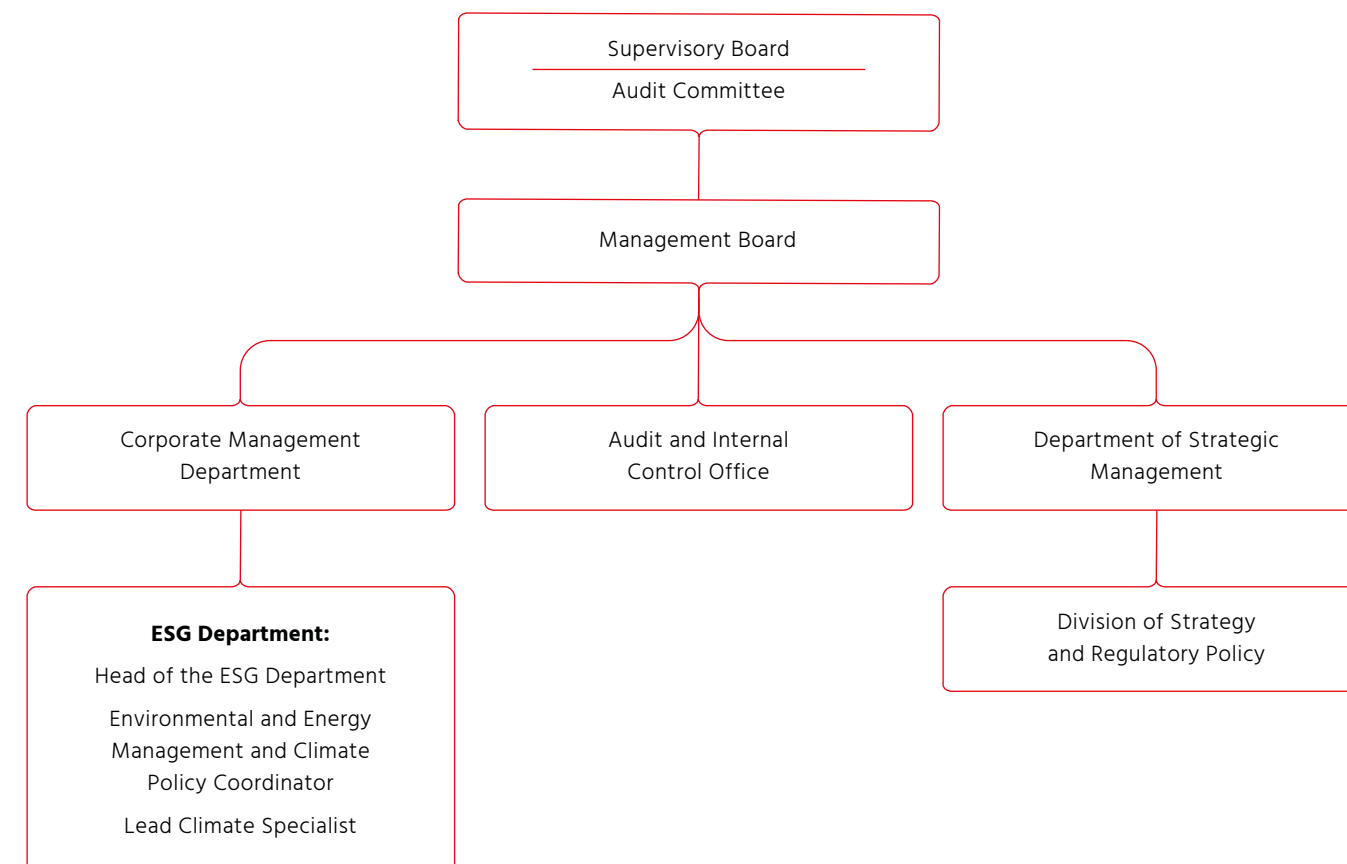 Supervisory Board
Audit Committee
Management Board
Corporate Management
Department
Audit and Internal
Control Office
Department of Strategic
Management
ESG Department:
Head of the ESG Department
Environmental and Energy
Management and Climate
Policy Coordinator
Lead Climate Specialist
Division of Strategy
and Regulatory Policy